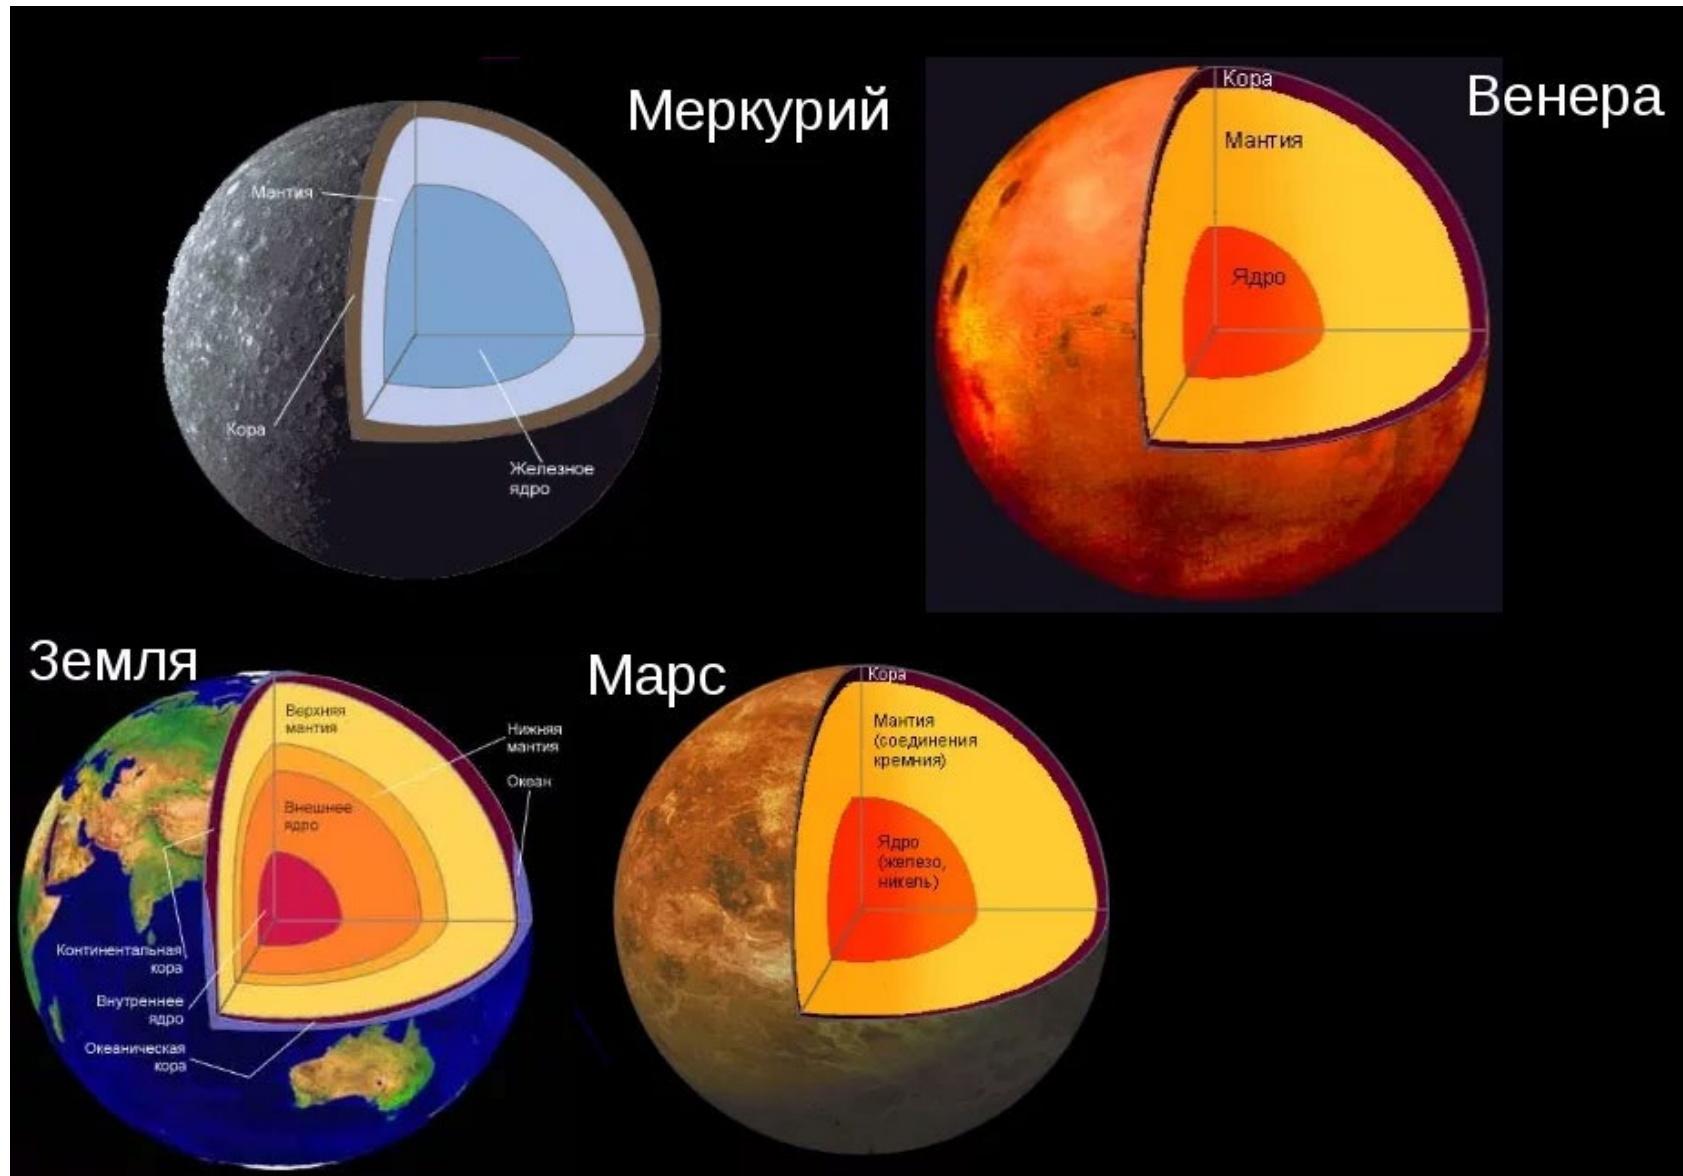 Меркурий
Мантия
Кора
Железное
ядро
Венера
Кора
Мантия
Ядро
Земля
Верхняя
мантия
Нижняя
мантия
Океан
Внешнее
ядро
Континентальная
кора
Внутреннее
ядро
Океаническая
кора
Марс
Кора
Мантия
(соединения
кремния)
Ядро
(железо,
никель)